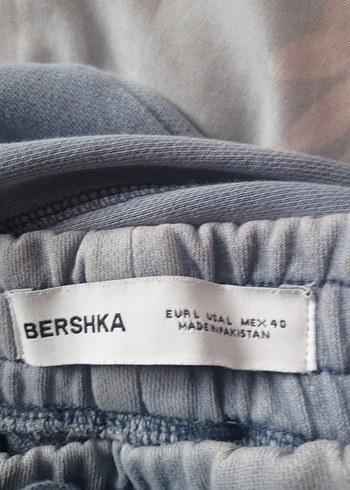 BERSHKA
EUR L USA L MEX 40
MADE IN PAKISTAN